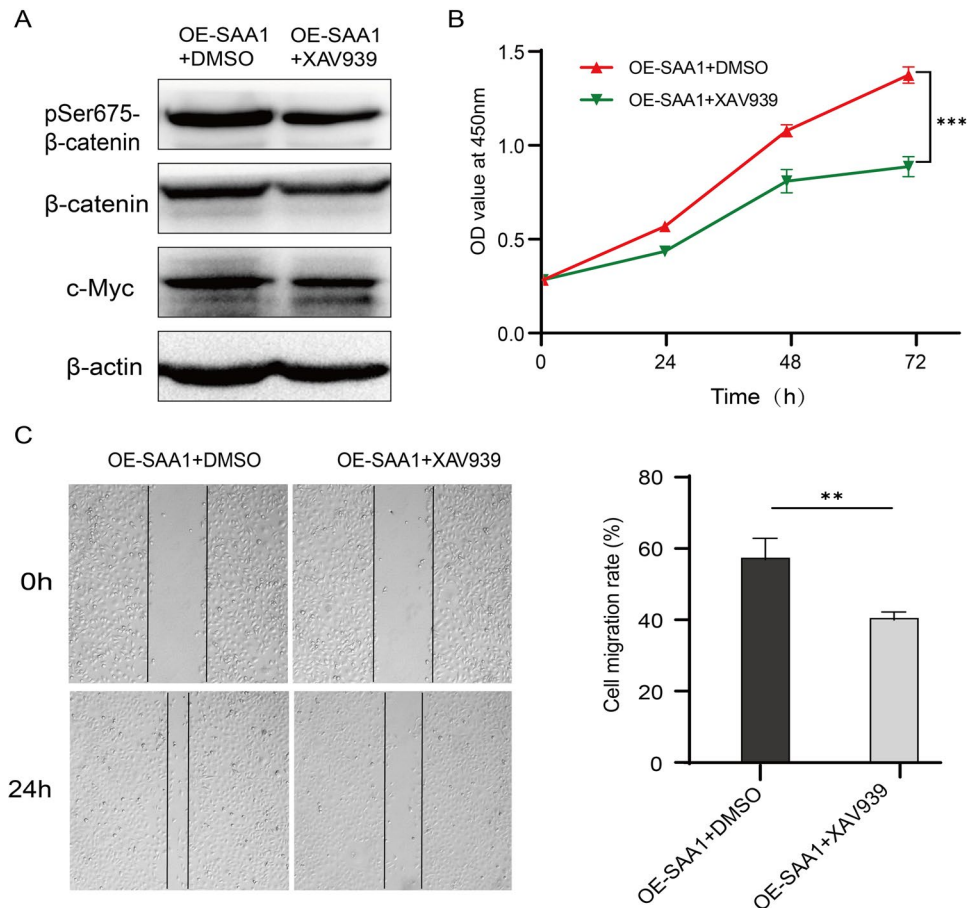 A
OE-SAA1 OE-SAA1
+DMSO +XAV939
pSer675-
β-catenin
β-catenin
c-Myc
β-actin
B
1.5
1.0
0.5
0.0
OD value at 450nm
OE-SAA1+DMSO
OE-SAA1+XAV939
***
0 24 48 72
Time（h）
C
OE-SAA1+DMSO OE-SAA1+XAV939
0h
24h
80
60
40
20
0
Cell migration rate (%)
**
OE-SAA1+DMSO
OE-SAA1+XAV939